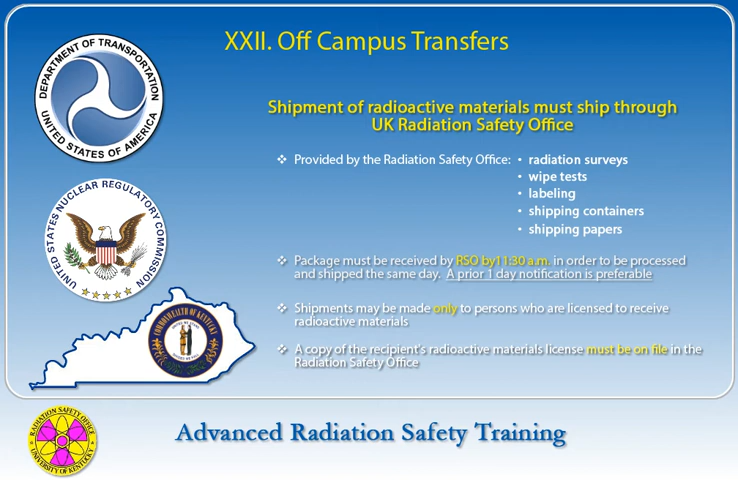 XXII. Off Campus Transfers
DEPARTMENT OF TRANSPORTATION
UNITED STATES OF AMERICA
Shipment of radioactive materials must ship through
UK Radiation Safety Office
❖ Provided by the Radiation Safety Office:
• radiation surveys
• wipe tests
• labeling
• shipping containers
• shipping papers
UNITED STATES NUCLEAR REGULATORY COMMISSION
❖ Package must be received by RSO by11:30 a.m. in order to be processed
and shipped the same day. A prior 1 day notification is preferable
❖ Shipments may be made only to persons who are licensed to receive
radioactive materials
COMMONWEALTH OF KENTUCKY
❖ A copy of the recipient's radioactive materials license must be on file in the
Radiation Safety Office
RADIATION SAFETY OFFICE
UNIVERSITY OF KENTUCKY
Advanced Radiation Safety Training